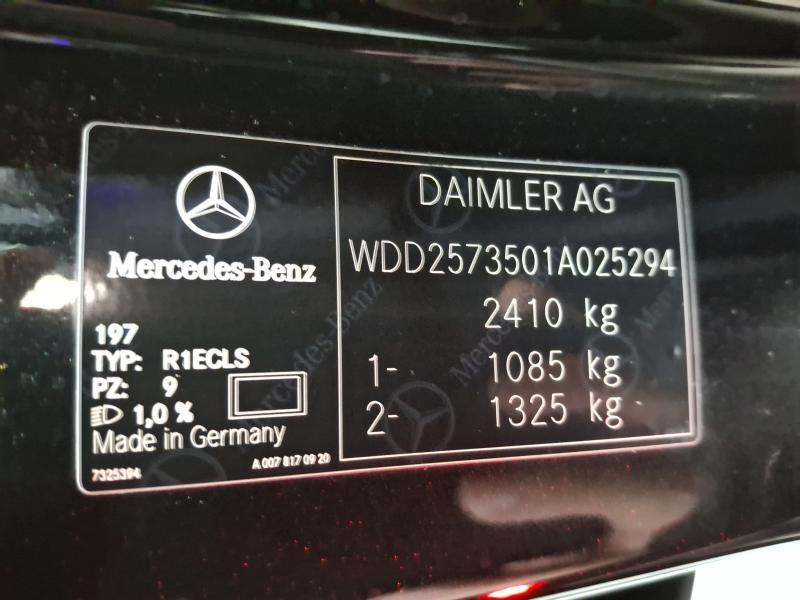 Mercedes-Benz
197
TYP: R1ECLS
PZ: 9
1,0 %
Made in Germany
7325394
A 007 817 09 20
DAIMLER AG
WDD2573501A025294
2410 kg
1- 1085 kg
2- 1325 kg